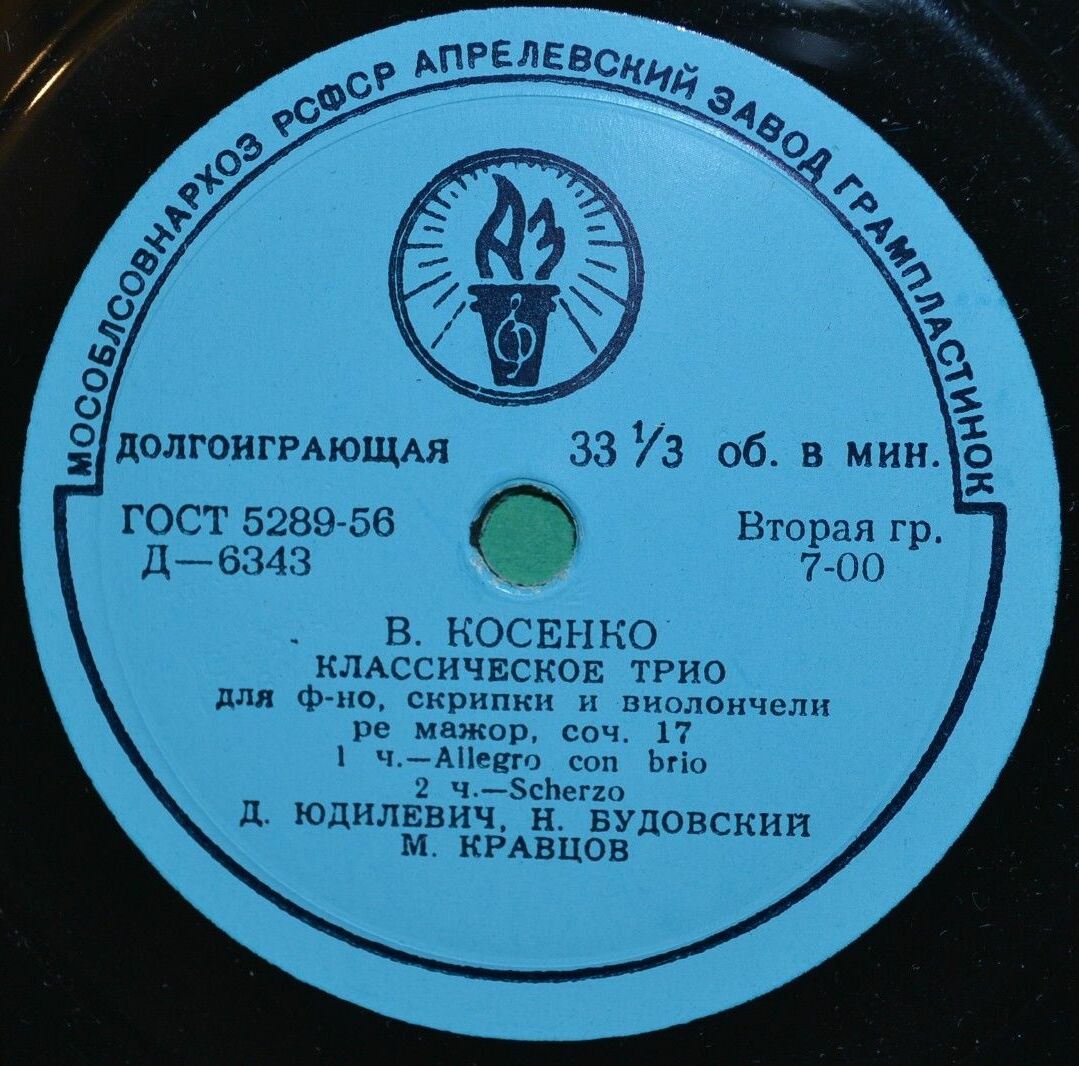 МОСОБЛСОВНАРХОЗ РСФСР АПРЕЛЕВСКИЙ ЗАВОД ГРАМПЛАСТИНОК
АЗ
ДОЛГОИГРАЮЩАЯ 33 1/3 об. в мин.
ГОСТ 5289-56 Вторая гр.
Д—6343 7-00
В. КОСЕНКО
КЛАССИЧЕСКОЕ ТРИО
для ф-но, скрипки и виолончели
ре мажор, соч. 17
1 ч.—Allegro con brio
2 ч.—Scherzo
Д. ЮДИЛЕВИЧ, Н. БУДОВСКИЙ
М. КРАВЦОВ